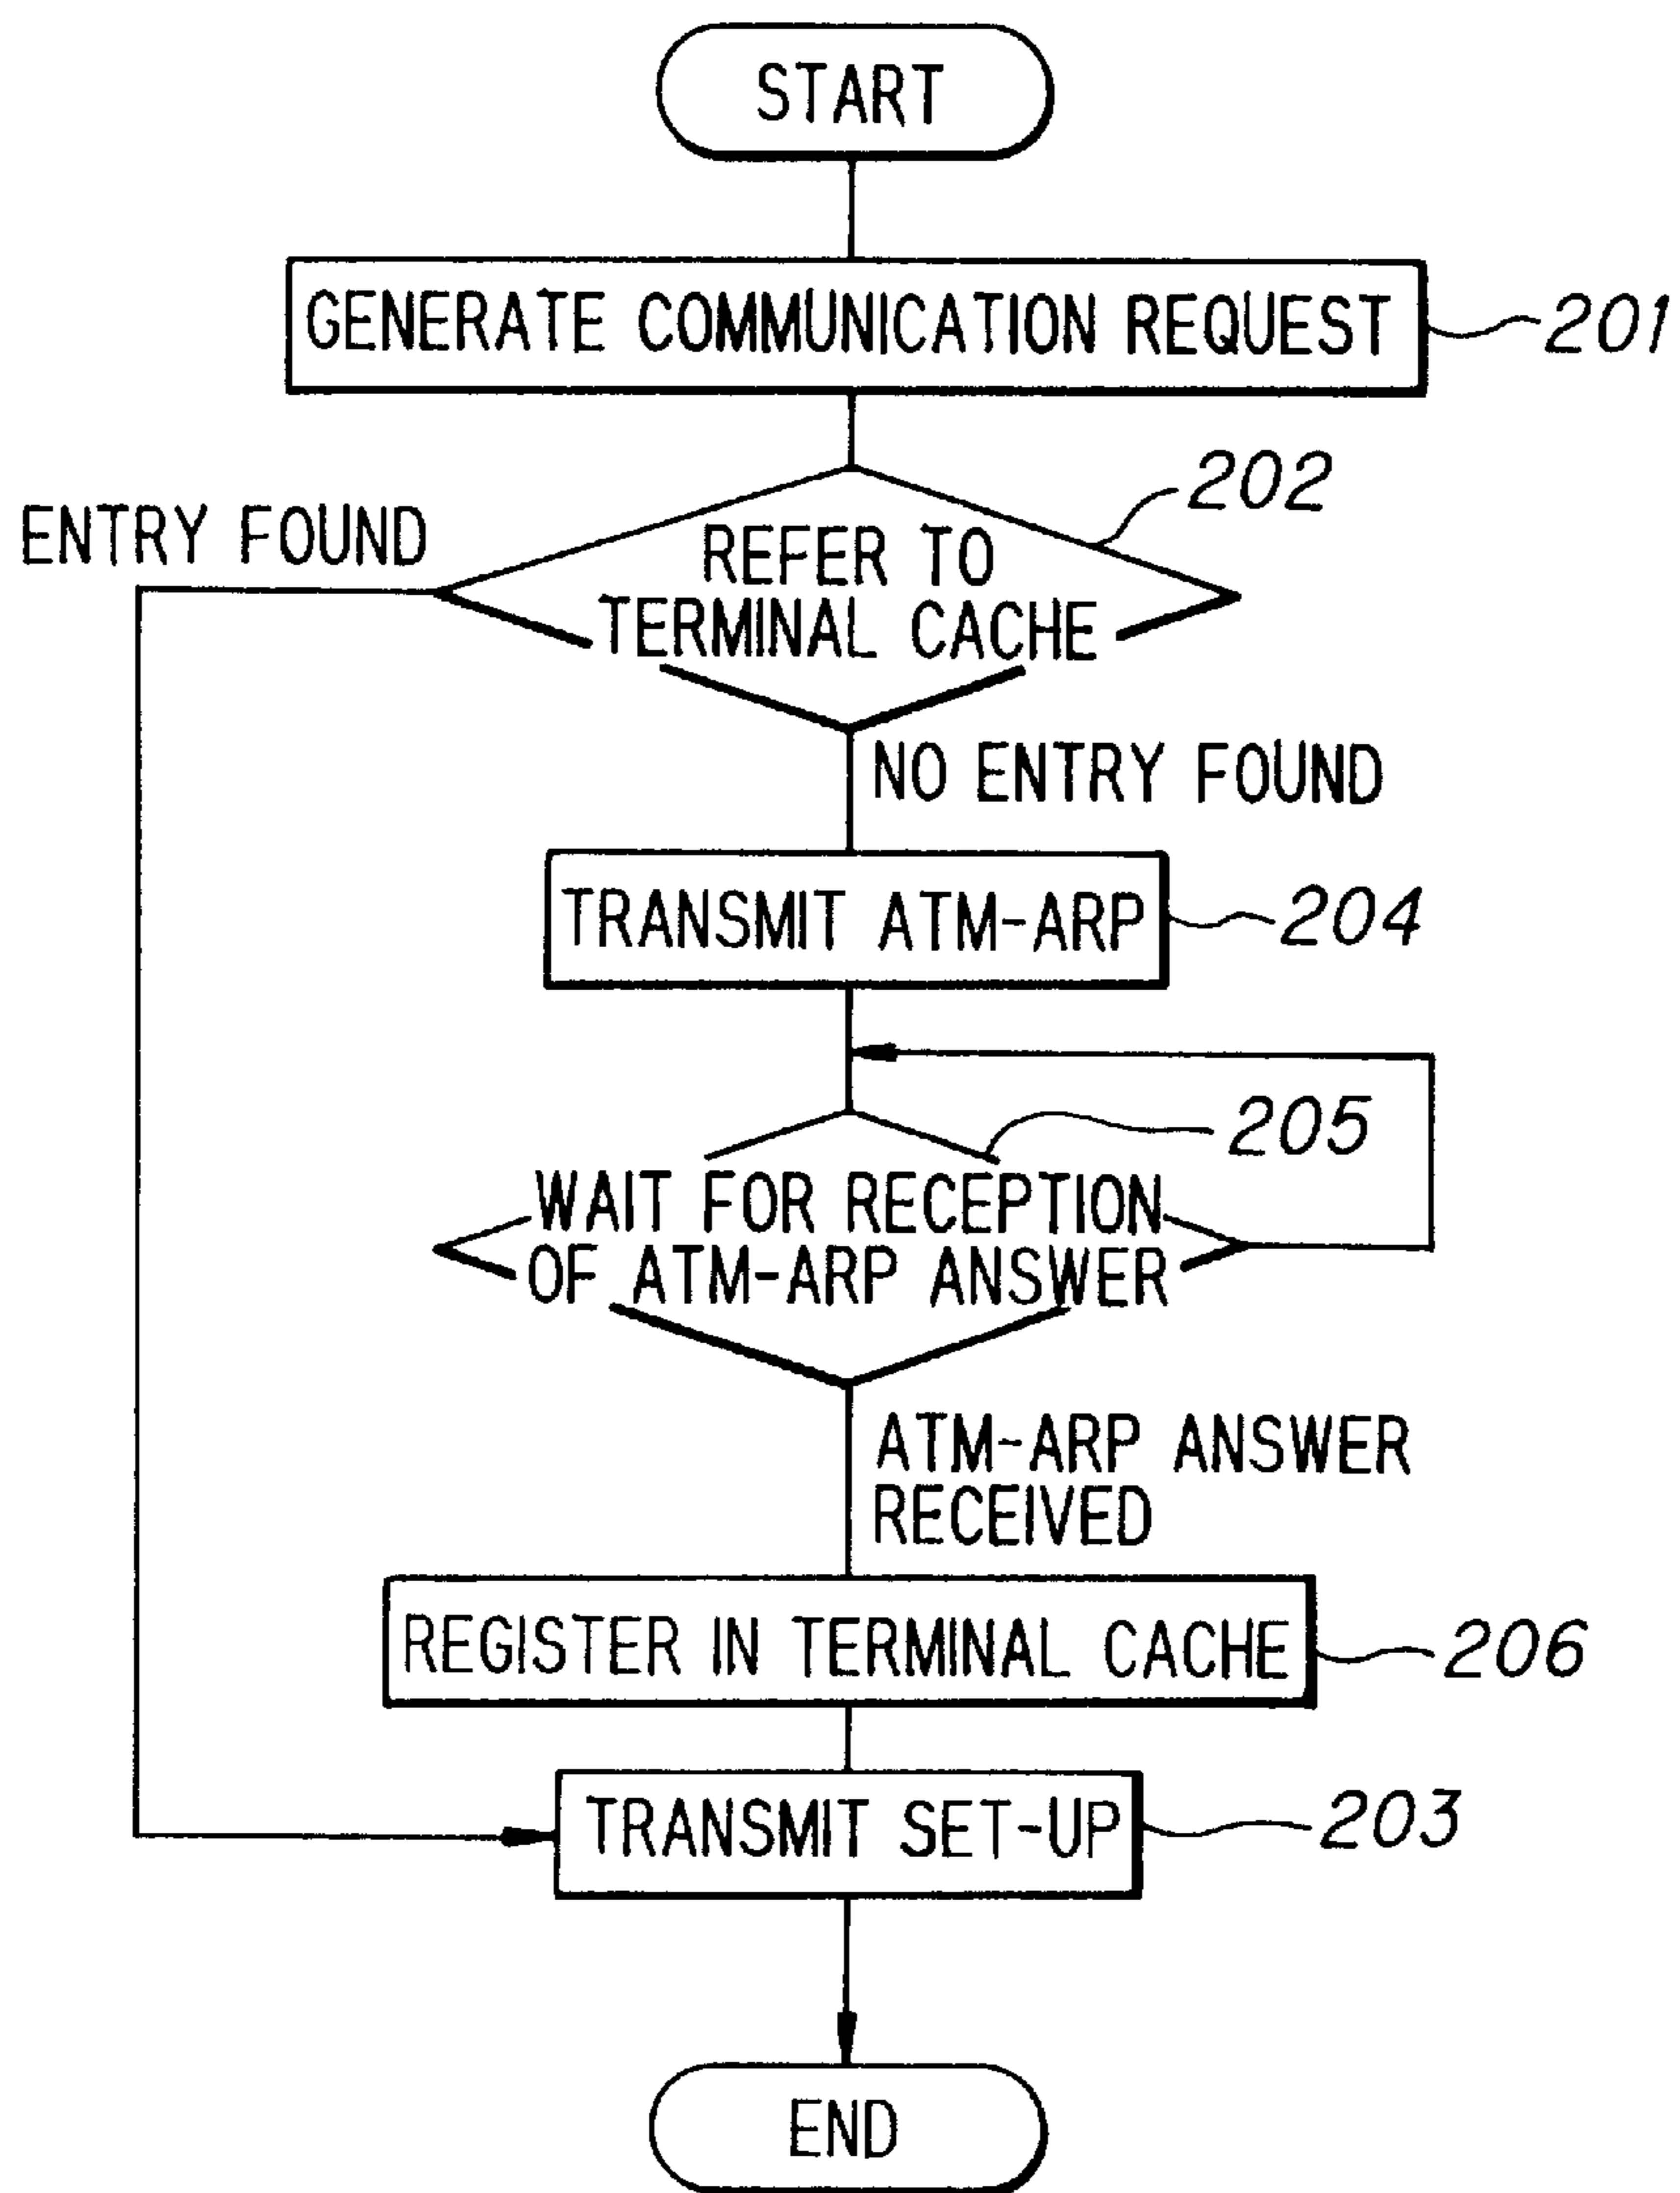 START
GENERATE COMMUNICATION REQUEST
201
202
ENTRY FOUND
REFER TO
TERMINAL CACHE
NO ENTRY FOUND
TRANSMIT ATM-ARP
204
205
WAIT FOR RECEPTION
OF ATM-ARP ANSWER
ATM-ARP ANSWER
RECEIVED
REGISTER IN TERMINAL CACHE
206
TRANSMIT SET-UP
203
END